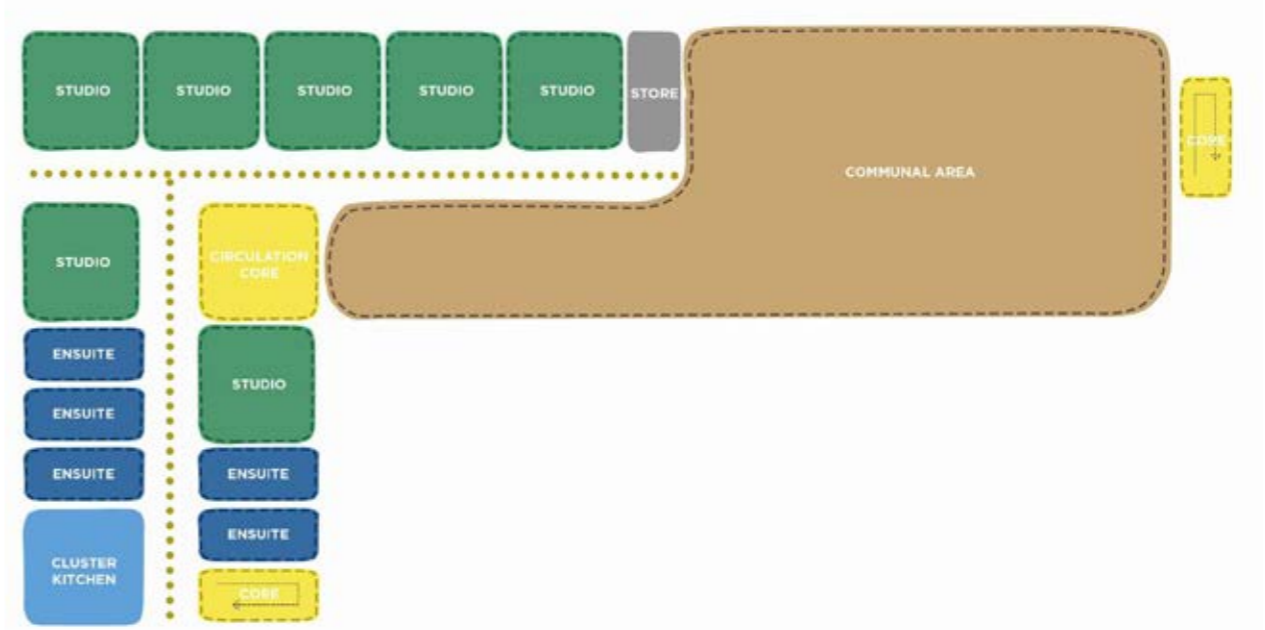 STUDIO
STUDIO
STUDIO
STUDIO
STUDIO
STORE
COMMUNAL AREA
CORE
STUDIO
CIRCULATION
CORE
ENSUITE
STUDIO
ENSUITE
ENSUITE
ENSUITE
ENSUITE
CLUSTER
KITCHEN
CORE